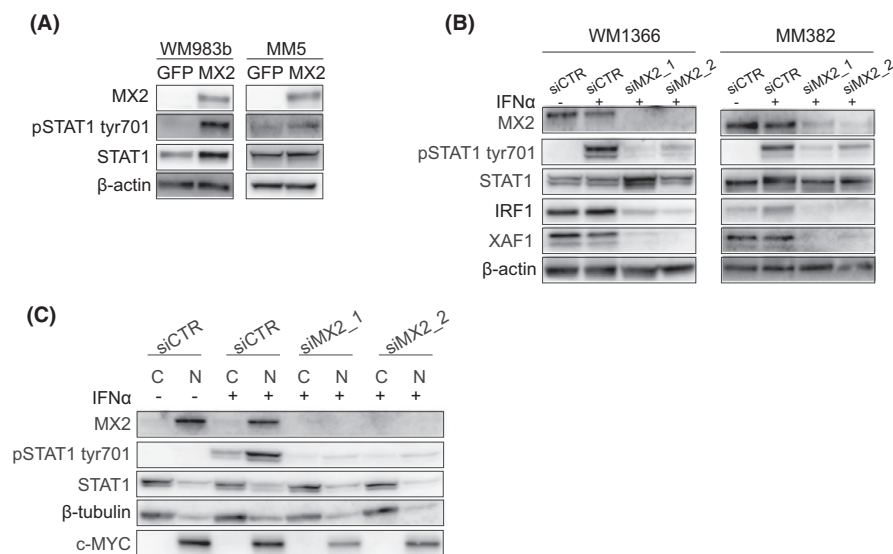 (A)
WM983b MM5
GFP MX2 GFP MX2
MX2
pSTAT1 tyr701
STAT1
β-actin
(B)
WM1366 MM382
siCTR siCTR siMX2_1 siMX2_2 siCTR siCTR siMX2_1 siMX2_2
IFNα - + + + - + + +
MX2
pSTAT1 tyr701
STAT1
IRF1
XAF1
β-actin
(C)
siCTR siCTR siMX2_1 siMX2_2
C N C N C N C N
IFNα - - + + + + + +
MX2
pSTAT1 tyr701
STAT1
β-tubulin
c-MYC